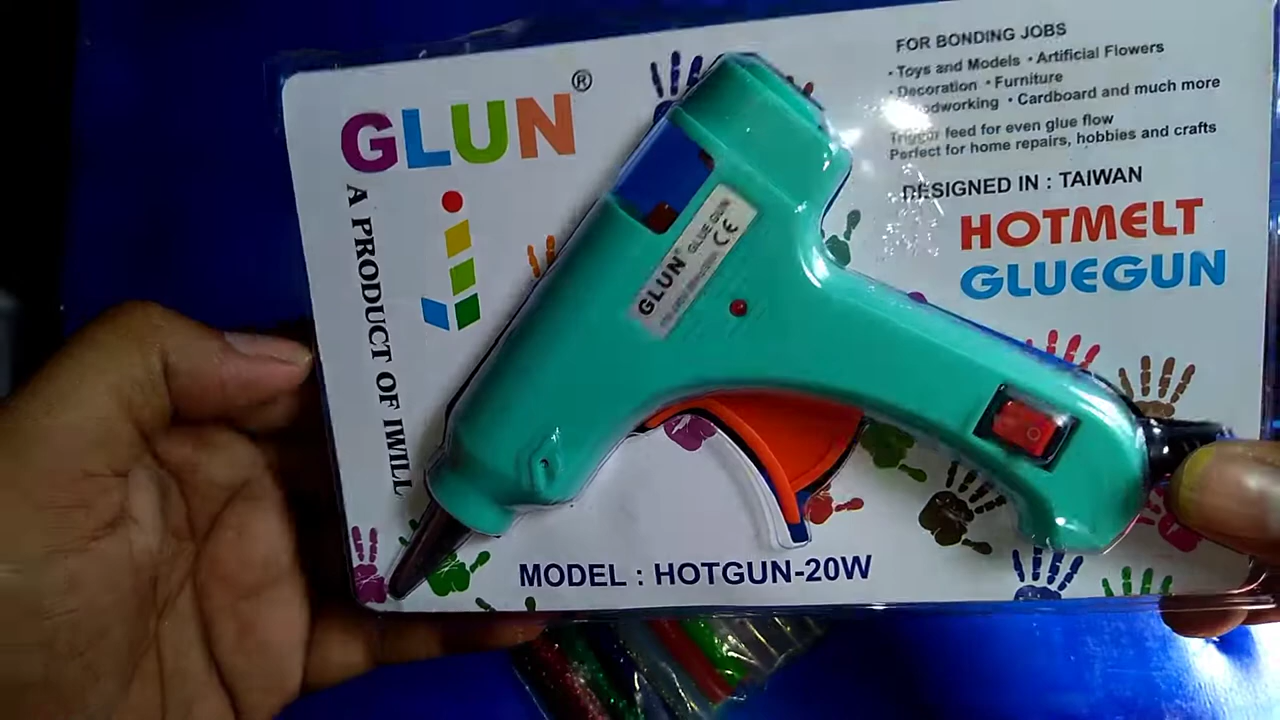 GLUN®
A PRODUCT OF IWILL
FOR BONDING JOBS
• Toys and Models • Artificial Flowers
• Decoration • Furniture
• Cardboard and much more
Trigger feed for even glue flow
Perfect for home repairs, hobbies and crafts
DESIGNED IN : TAIWAN
HOTMELT
GLUEGUN
GLUN® GLUE GUN
CE
MODEL : HOTGUN-20W